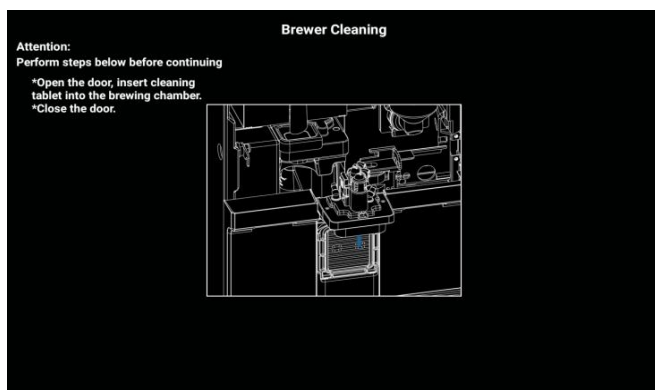 Brewer Cleaning
Attention:
Perform steps below before continuing
*Open the door, insert cleaning
tablet into the brewing chamber.
*Close the door.